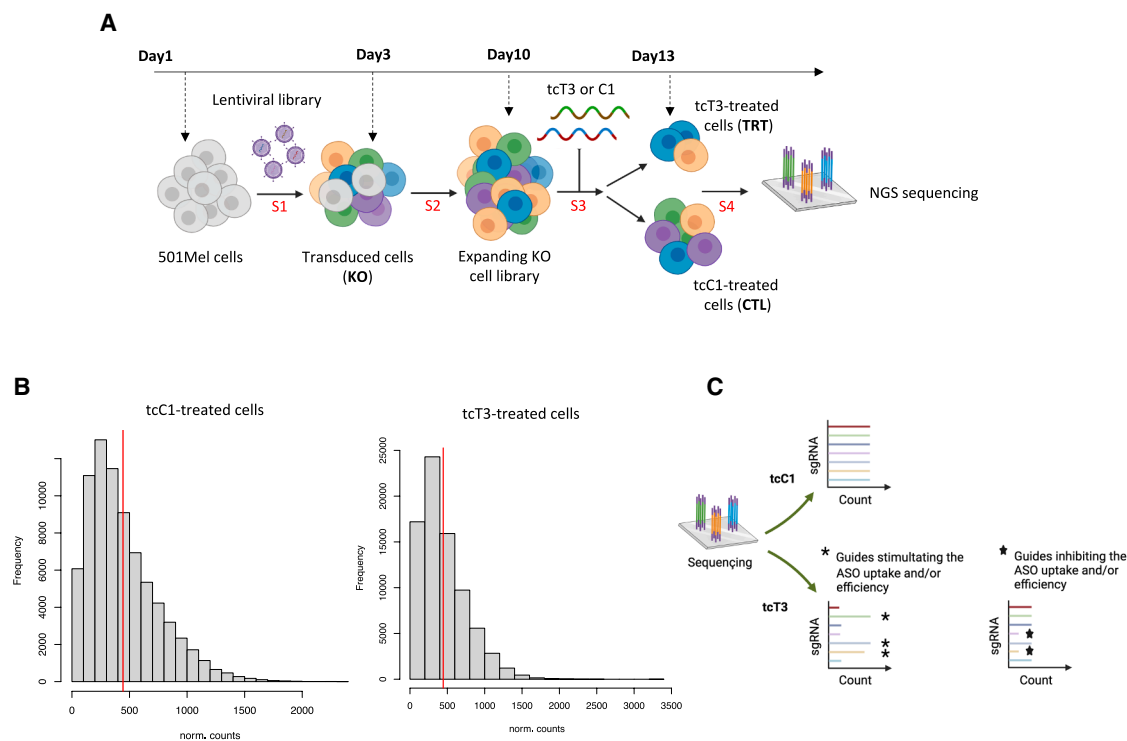 A
Day1
Day3
Day10
Day13
Lentiviral library
tcT3 or C1
tcT3-treated
cells (TRT)
S1
S2
S3
S4
NGS sequencing
501Mel cells
Transduced cells
(KO)
Expanding KO
cell library
tcC1-treated
cells (CTL)
B
tcC1-treated cells
Frequency
0
2000
4000
6000
8000
10000
0
500
1000
1500
2000
norm. counts
tcT3-treated cells
Frequency
0
5000
10000
15000
20000
25000
0
500
1000
1500
2000
2500
3000
3500
norm. counts
C
sgRNA
Count
tcC1
Sequencing
tcT3
* Guides stimultating the
ASO uptake and/or
efficiency
sgRNA
*
*
*
Count
★ Guides inhibiting the
ASO uptake and/or
efficiency
sgRNA
★
★
Count